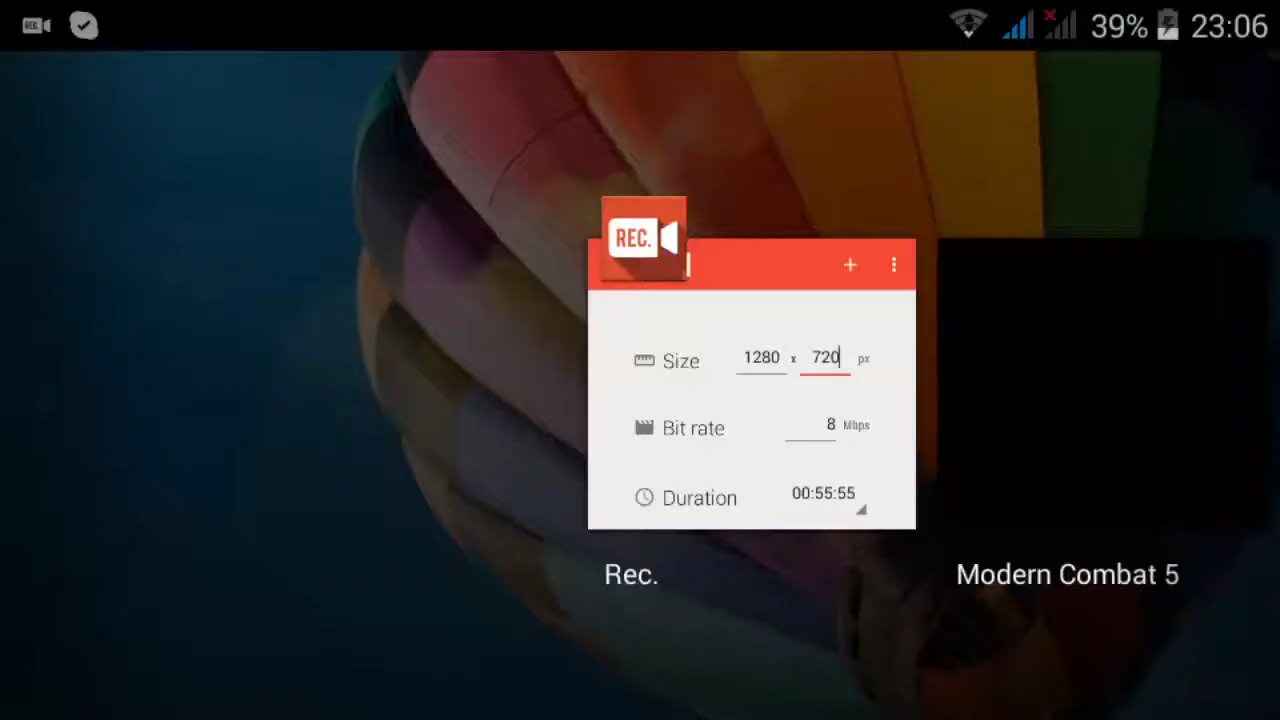 REC.
39% 23:06
REC.
+
Size 1280 x 720 px
Bit rate 8 Mbps
Duration 00:55:55
Rec. Modern Combat 5